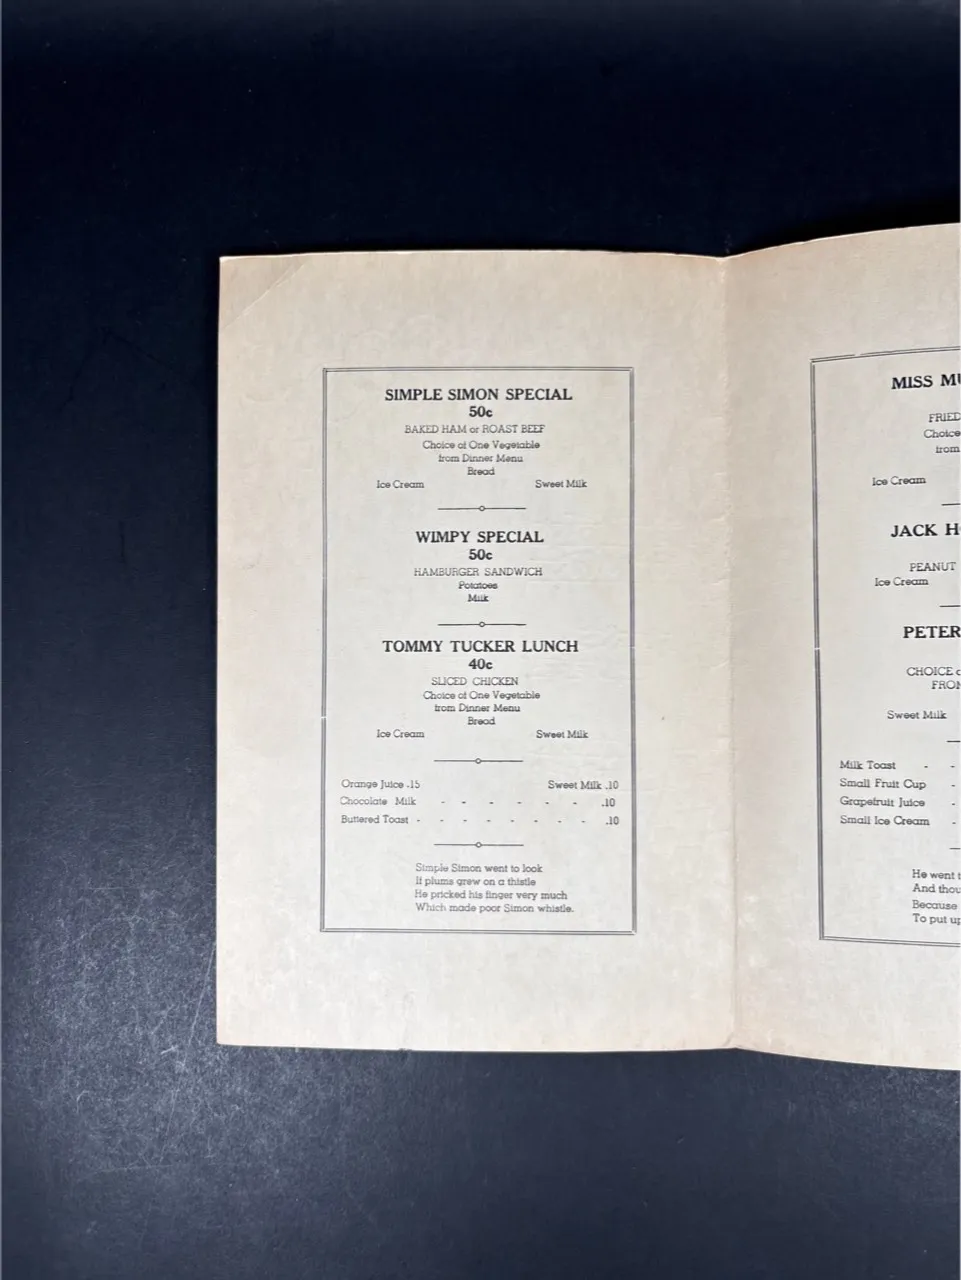 SIMPLE SIMON SPECIAL
50c
BAKED HAM or ROAST BEEF
Choice of One Vegetable
from Dinner Menu
Bread
Ice Cream Sweet Milk
WIMPY SPECIAL
50c
HAMBURGER SANDWICH
Potatoes
Milk
TOMMY TUCKER LUNCH
40c
SLICED CHICKEN
Choice of One Vegetable
from Dinner Menu
Bread
Ice Cream Sweet Milk
Orange Juice .15 Sweet Milk .10
Chocolate Milk - - - - - - .10
Buttered Toast - - - - - - - .10
Simple Simon went to look
If plums grew on a thistle
He pricked his finger very much
Which made poor Simon whistle.
MISS MU
FRIED
Choice
from
Ice Cream
JACK H
PEANUT
Ice Cream
PETER
CHOICE
FROM
Sweet Milk
Milk Toast - -
Small Fruit Cup -
Grapefruit Juice -
Small Ice Cream -
He went t
And thou
Because
To put up